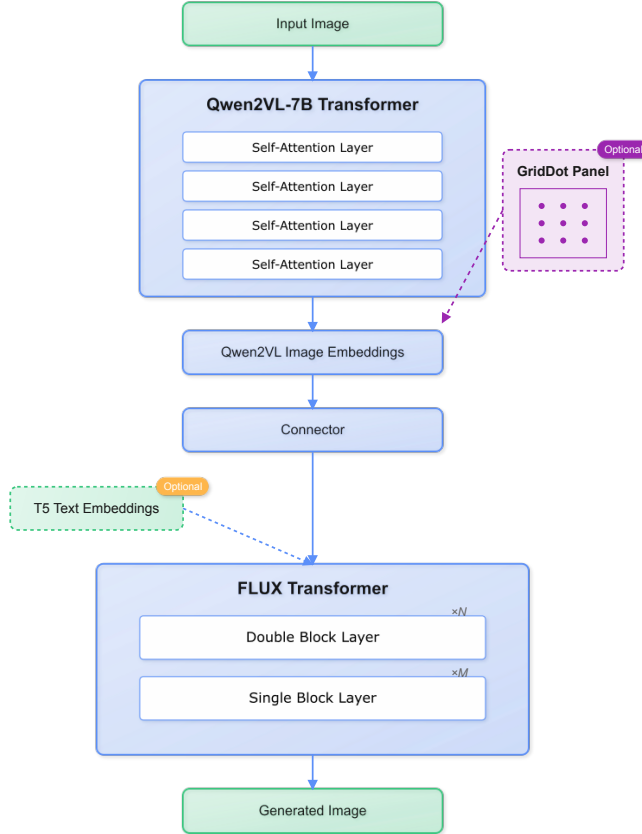 Input Image
Qwen2VL-7B Transformer
Self-Attention Layer
Self-Attention Layer
Self-Attention Layer
Self-Attention Layer
Optional
GridDot Panel
Qwen2VL Image Embeddings
Connector
Optional
T5 Text Embeddings
FLUX Transformer
×N
Double Block Layer
×M
Single Block Layer
Generated Image